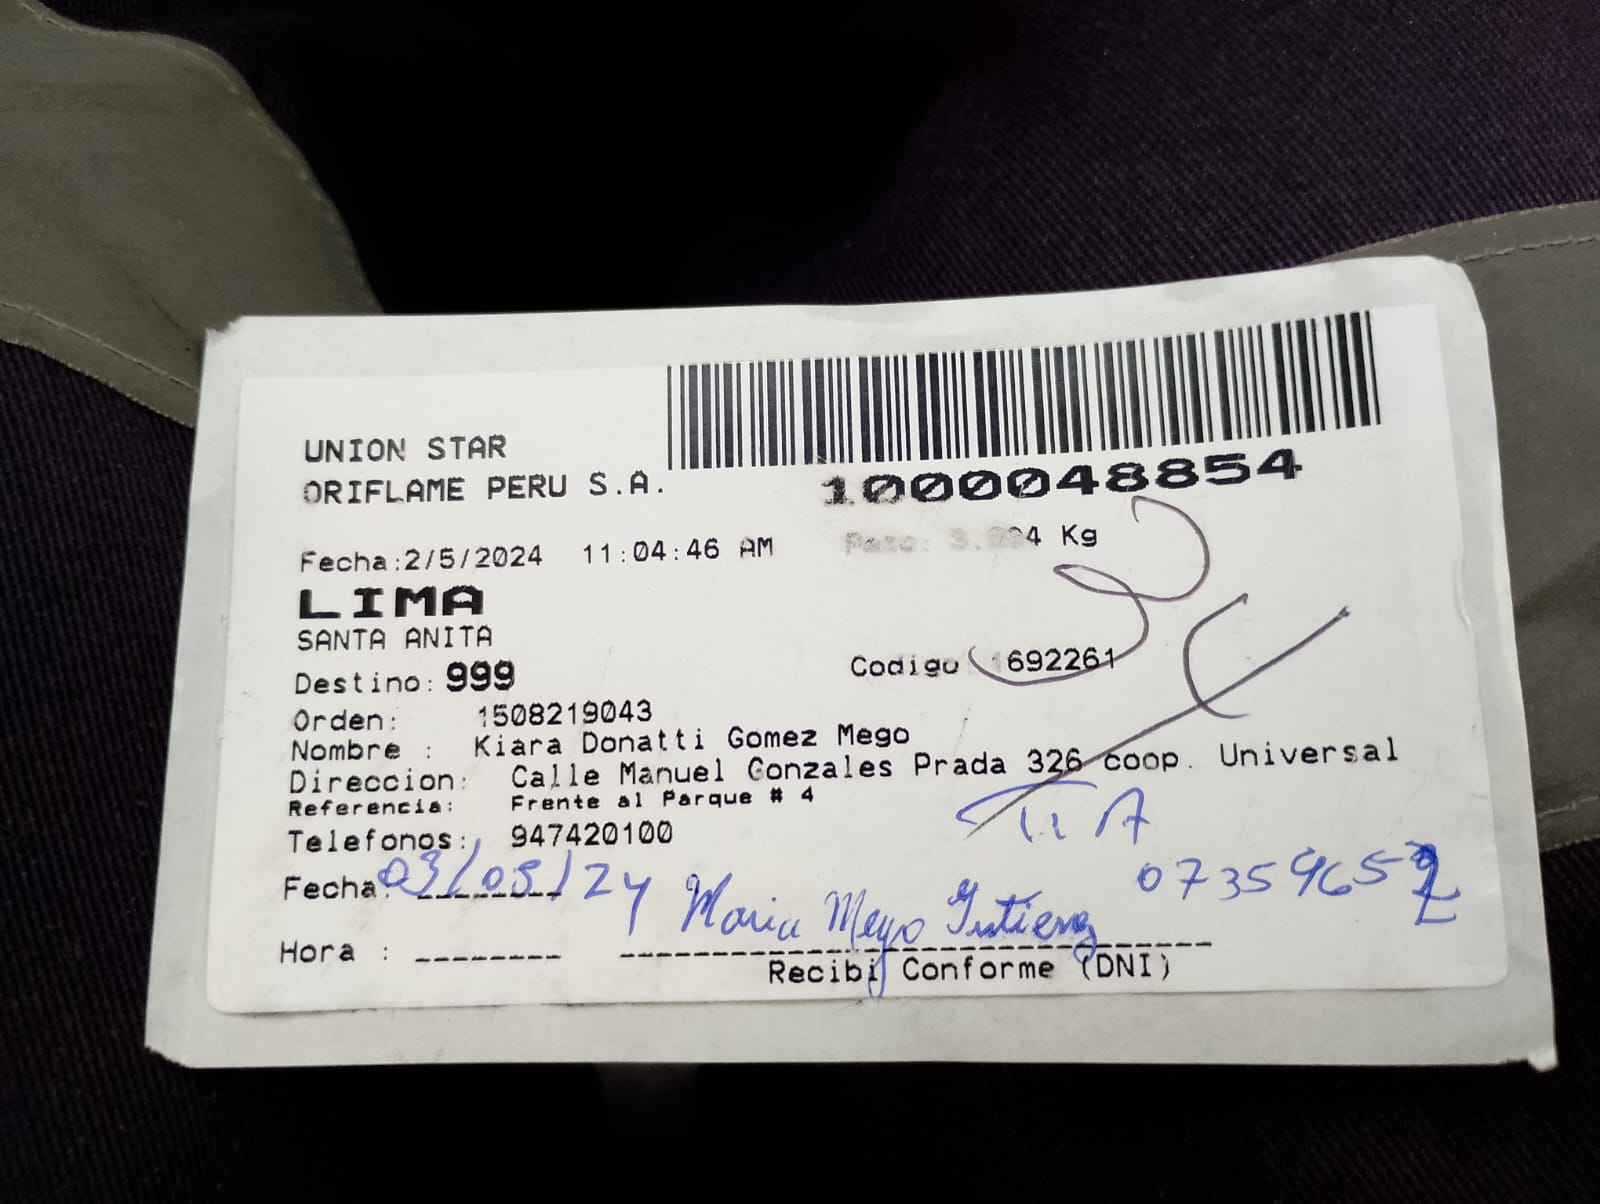 UNION STAR
ORIFLAME PERU S.A.
1000048854
Fecha:2/5/2024 11:04:46 AM
Kg
LIMA
SANTA ANITA
Destino: 999
Codigo 692261
Orden: 1508219043
Nombre : Kiara Donatti Gomez Mego
Direccion: Calle Manuel Gonzales Prada 326 coop. Universal
Referencia: Frente al Parque # 4
Telefonos: 947420100
TIA
Fecha: 03/05/24 Maria Mego Gutierrez
Hora :
Recibi Conforme (DNI)